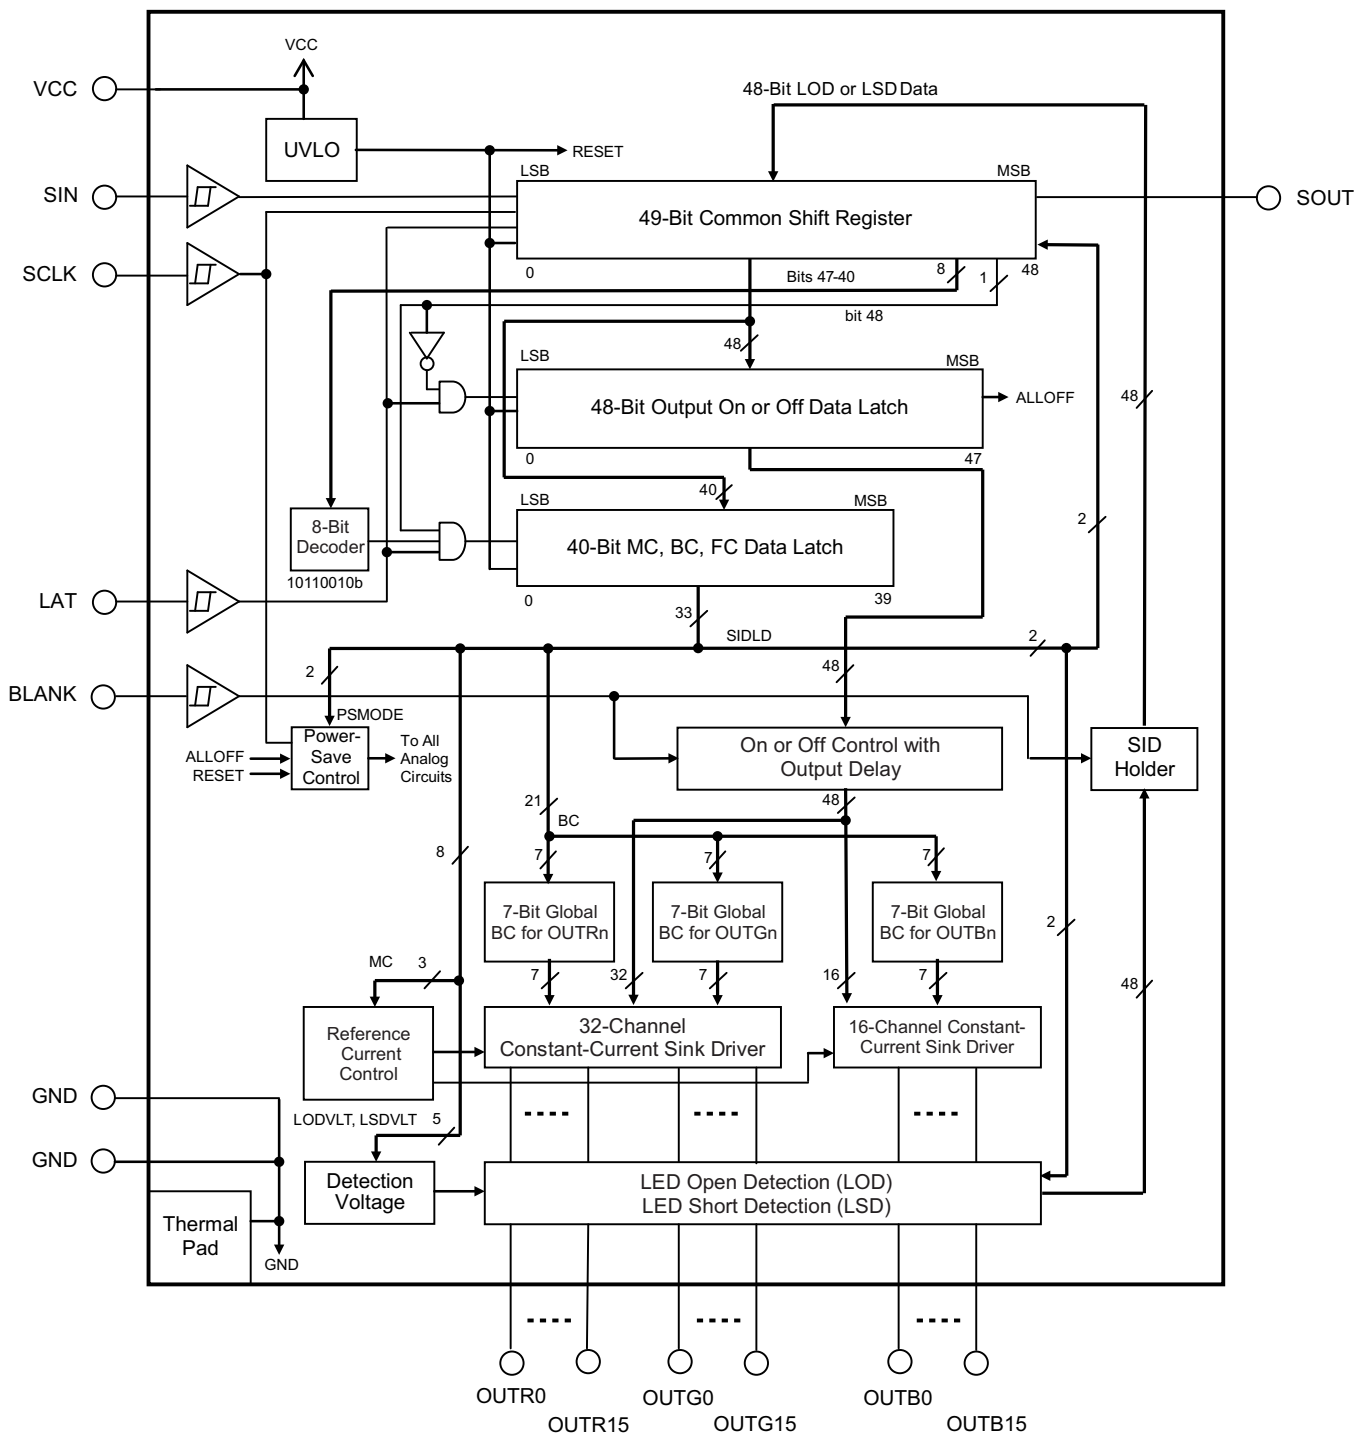 VCC
VCC
48-Bit LOD or LSD Data
UVLO
RESET
LSB
MSB
SIN
49-Bit Common Shift Register
SOUT
SCLK
0
Bits 47-40
8
1
48
bit 48
48
LSB
MSB
48-Bit Output On or Off Data Latch
ALLOFF
48
0
47
40
LSB
MSB
8-Bit
Decoder
10110010b
40-Bit MC, BC, FC Data Latch
2
0
39
LAT
33
SIDLD
2
2
48
BLANK
PSMODE
Power-
Save
Control
ALLOFF
RESET
To All
Analog
Circuits
On or Off Control with
Output Delay
SID
Holder
21
48
BC
8
7
7
7
7-Bit Global
BC for OUTRn
7-Bit Global
BC for OUTGn
7-Bit Global
BC for OUTBn
2
MC
3
7
32
7
16
7
48
Reference
Current
Control
32-Channel
Constant-Current Sink Driver
16-Channel Constant-
Current Sink Driver
GND
LODVLT, LSDVLT
5
GND
Detection
Voltage
LED Open Detection (LOD)
LED Short Detection (LSD)
Thermal
Pad
GND
OUTR0
OUTR15
OUTG0
OUTG15
OUTB0
OUTB15